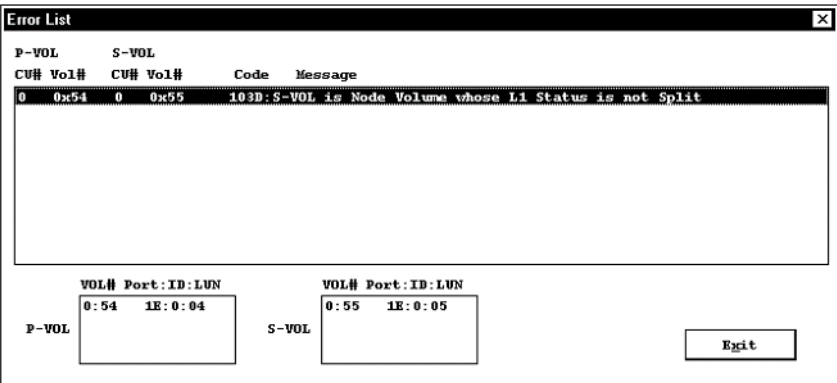 Error List
P-VOL S-VOL
CU# Vol# CU# Vol# Code Message
0 0x54 0 0x55 103D:S-VOL is Node Volume whose L1 Status is not Split
VOL# Port:ID:LUN VOL# Port:ID:LUN
0:54 1E:0:04 0:55 1E:0:05
P-VOL S-VOL
Exit